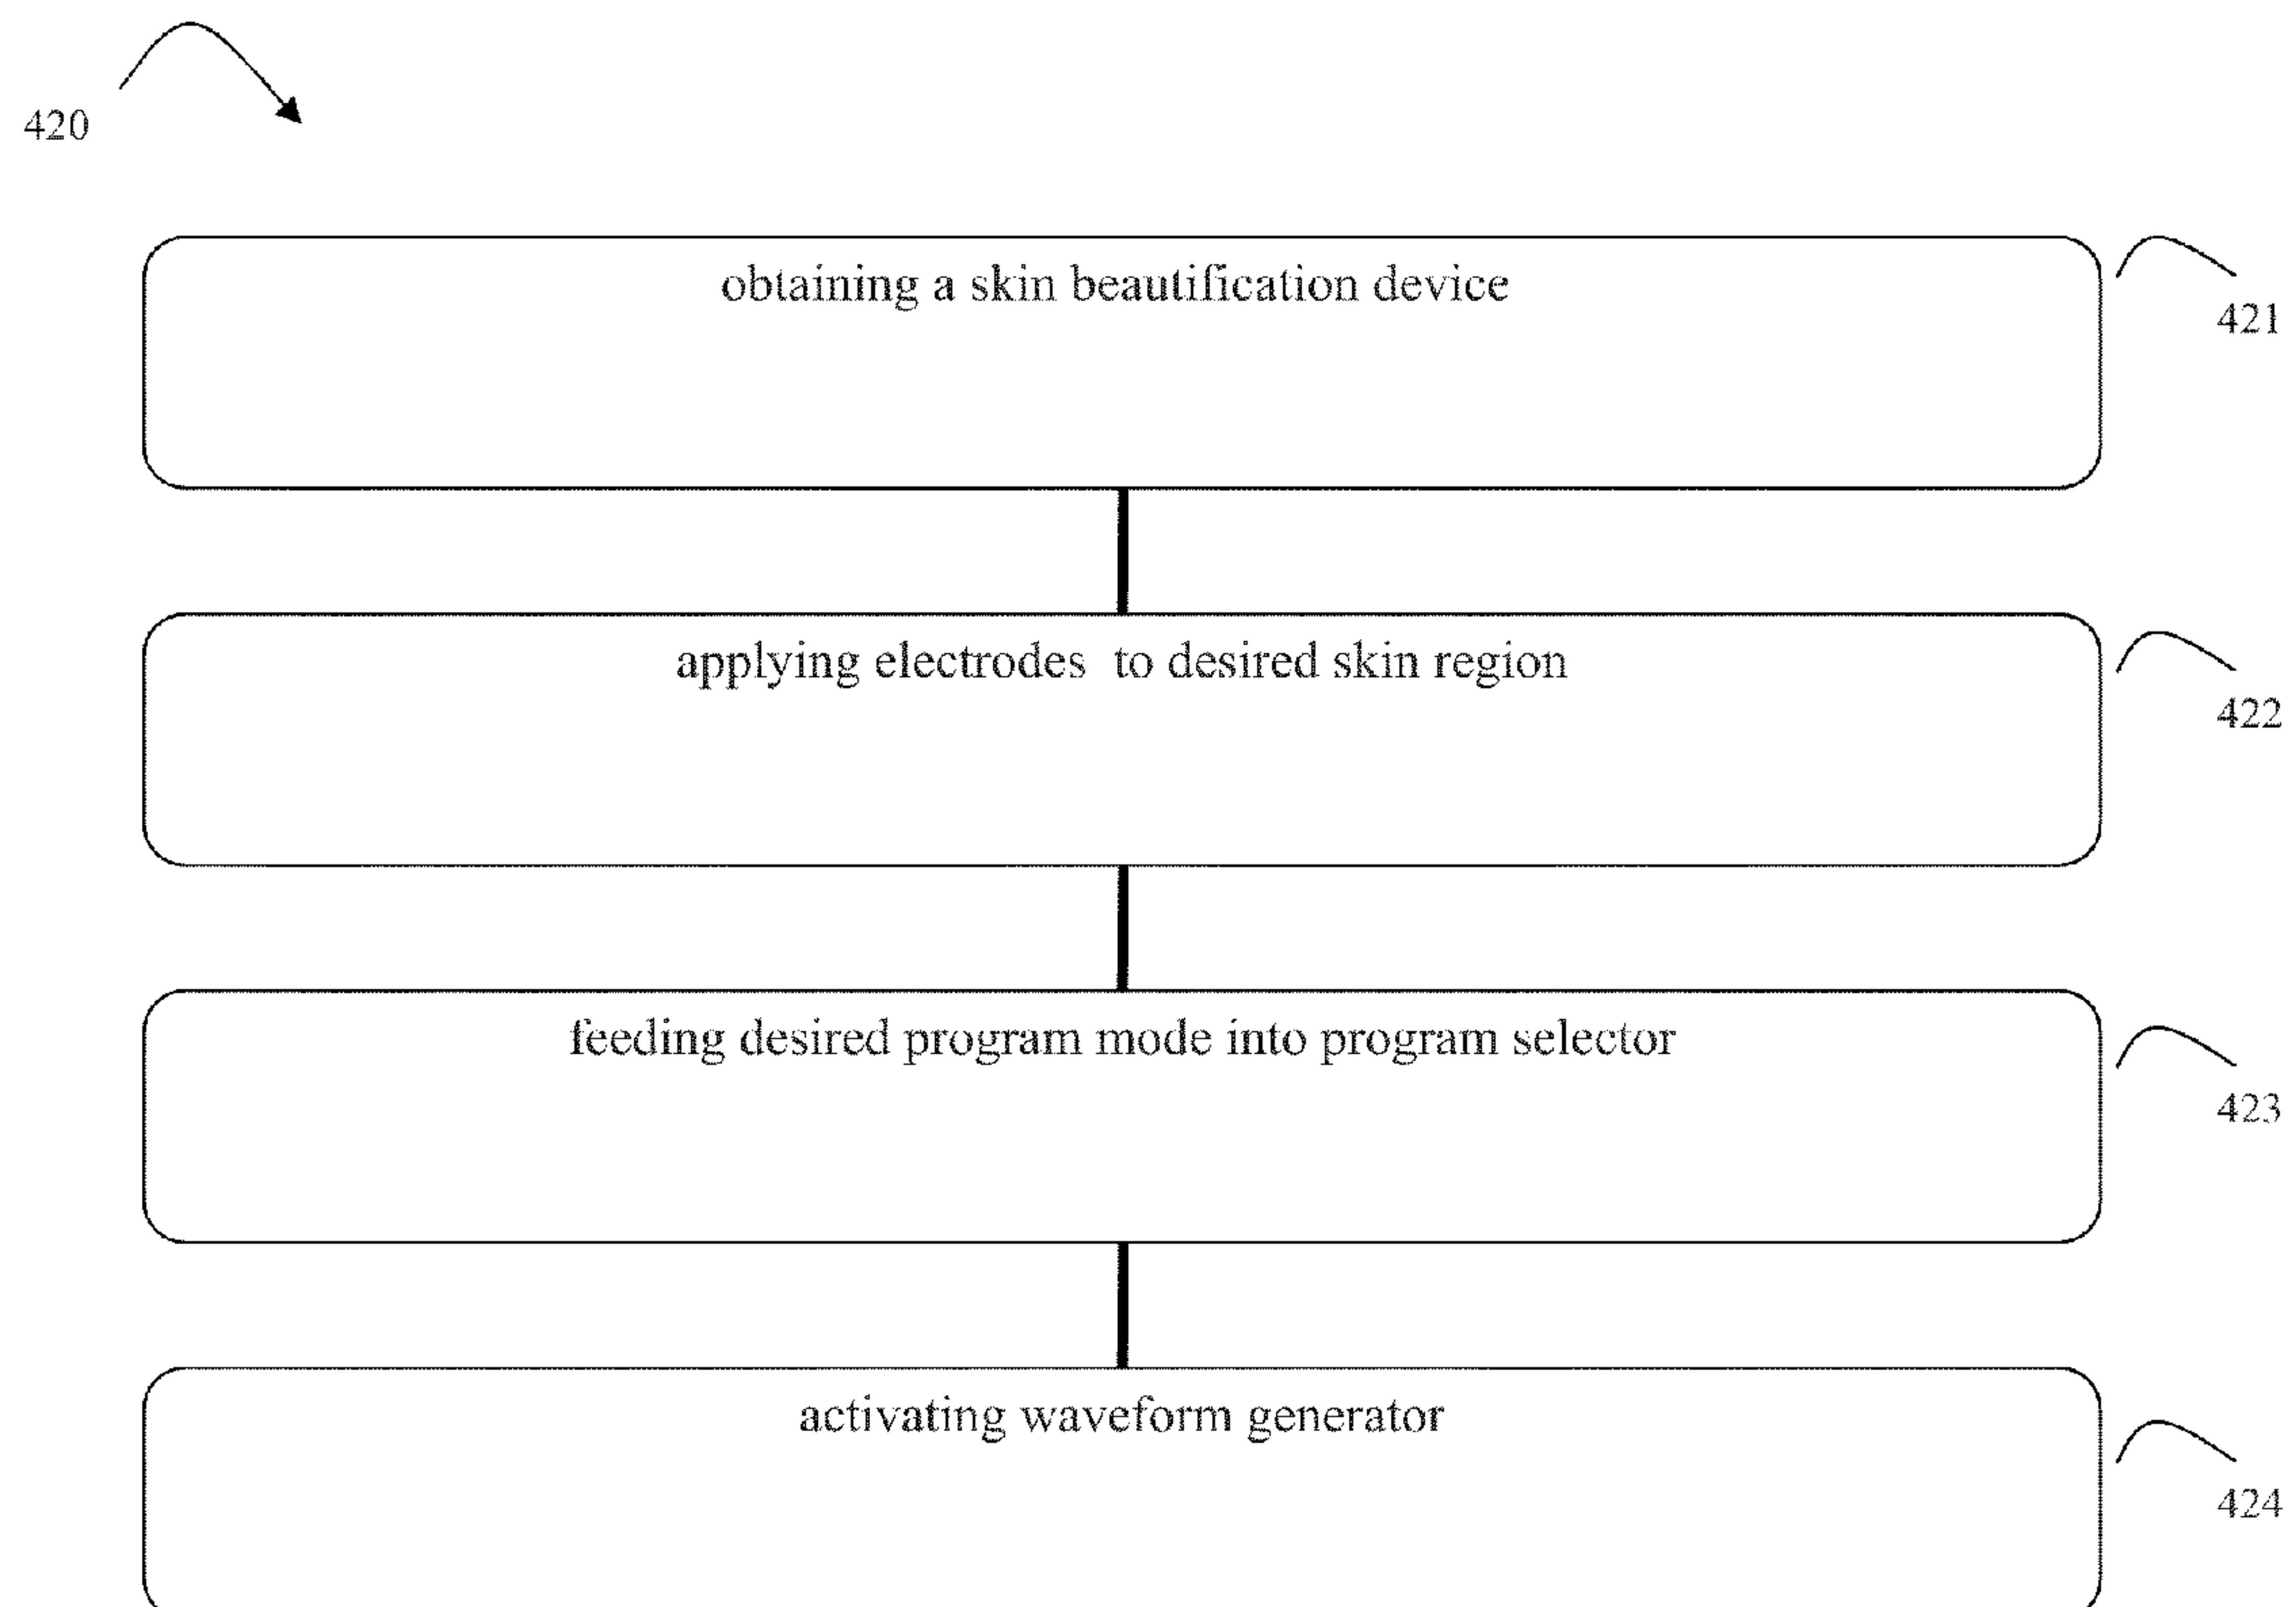 420
obtaining a skin beautification device
421
applying electrodes to desired skin region
422
feeding desired program mode into program selector
423
activating waveform generator
424